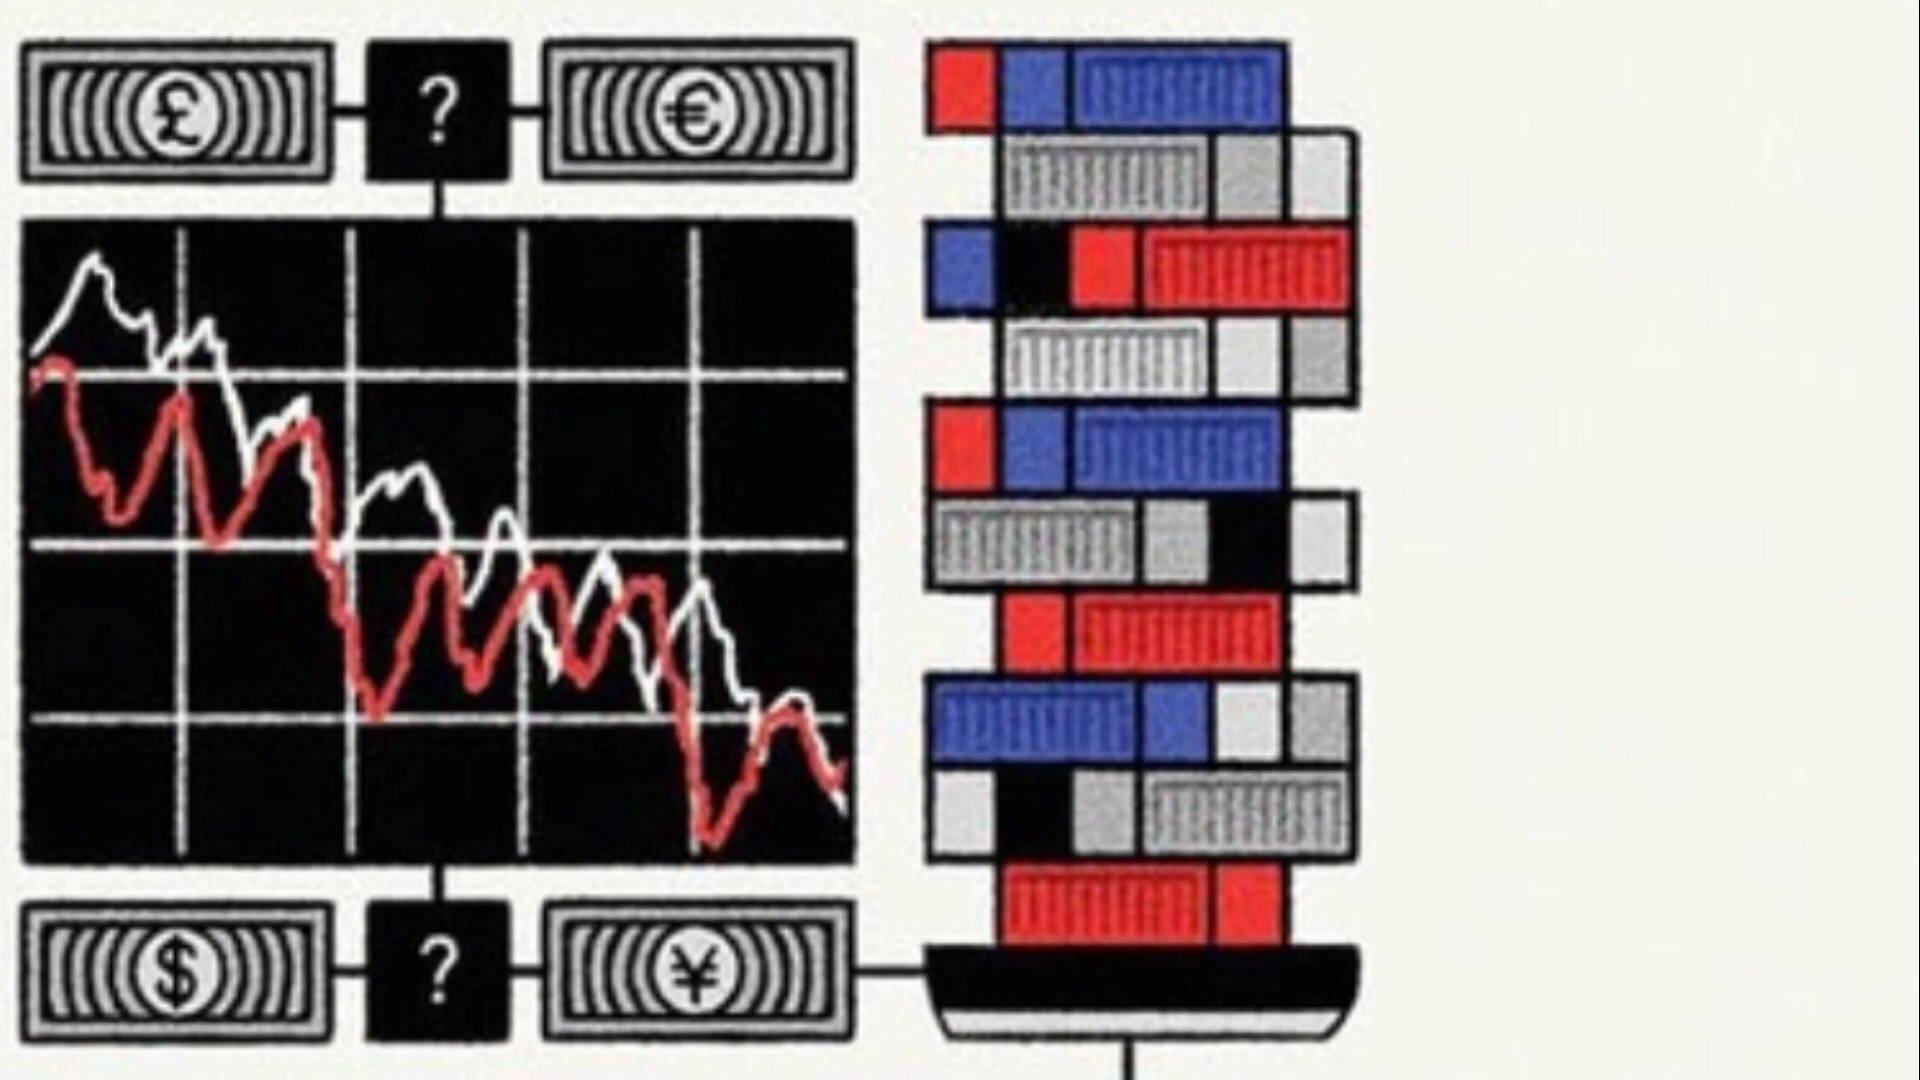 £ ? €
$ ? ¥